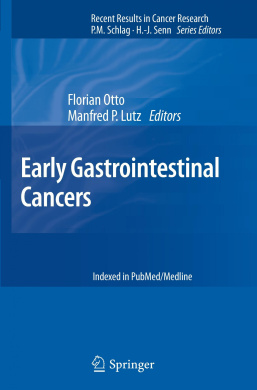 Recent Results in Cancer Research
P.M. Schlag · H.-J. Senn Series Editors
Florian Otto
Manfred P. Lutz Editors
Early Gastrointestinal
Cancers
Indexed in PubMed/Medline
Springer